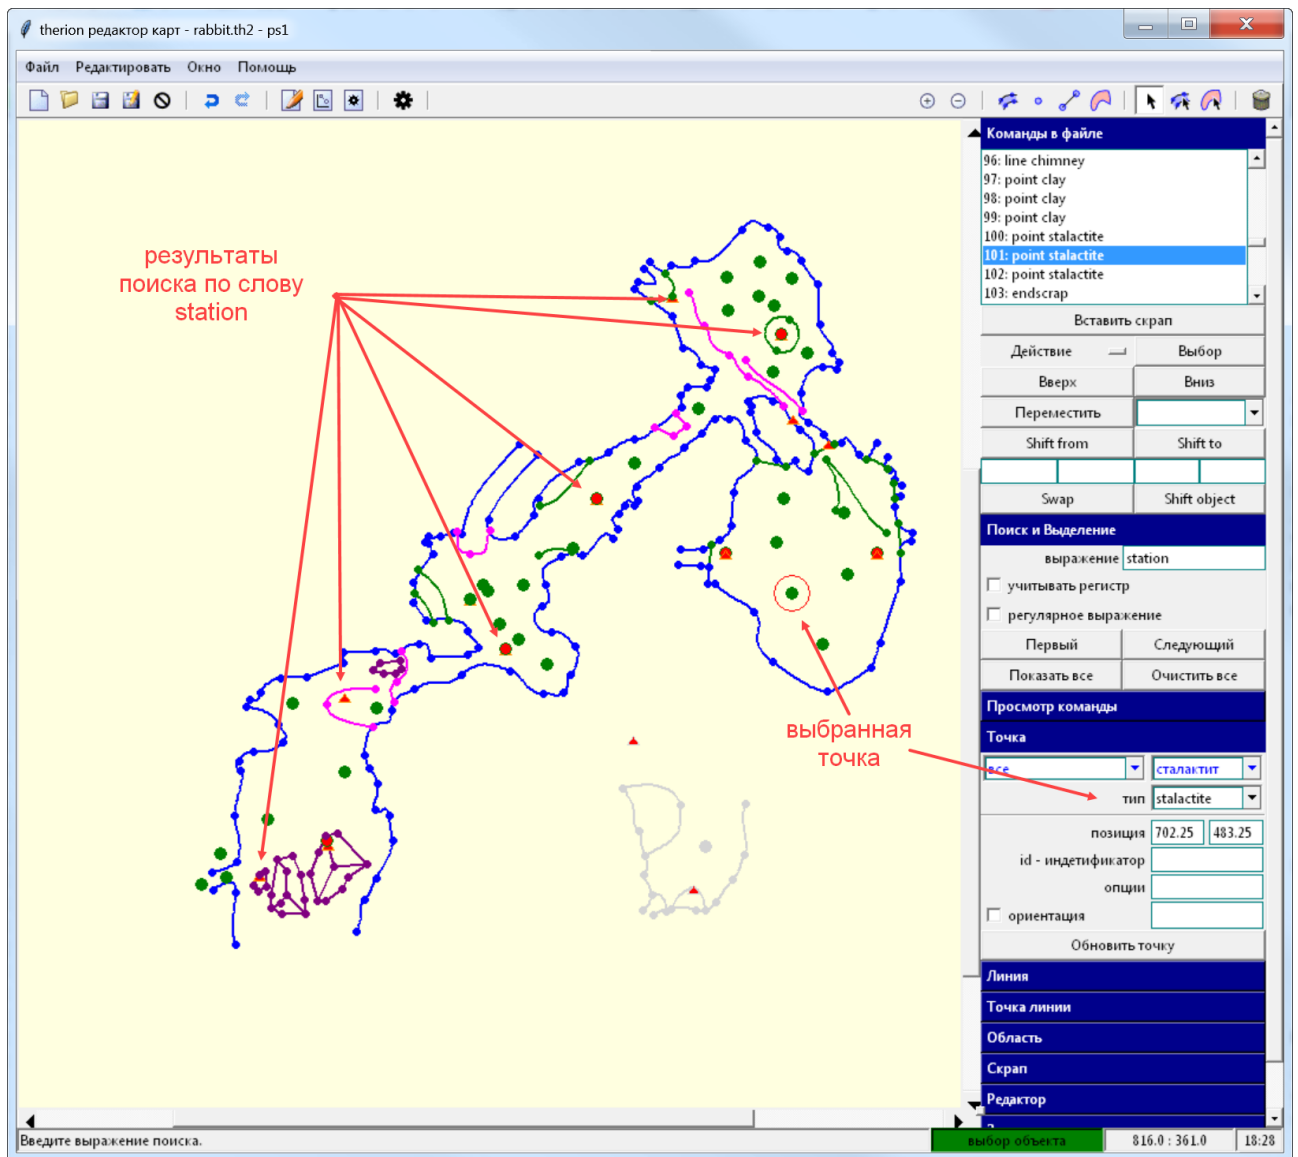 therion редактор карт - rabbit.th2 - ps1
Файл Редактировать Окно Помощь
Команды в файле
96: line chimney
97: point clay
98: point clay
99: point clay
100: point stalactite
101: point stalactite
102: point stalactite
103: endscrap
Вставить скрап
Действие Выбор
Вверх Вниз
Переместить
Shift from Shift to
Swap Shift object
Поиск и Выделение
выражение station
учитывать регистр
регулярное выражение
Первый Следующий
Показать все Очистить все
Просмотр команды
Точка
все сталактит
тип stalactite
позиция 702.25 483.25
id - индетификатор
опции
ориентация
Обновить точку
Линия
Точка линии
Область
Скрап
Редактор
результаты
поиска по слову
station
выбранная
точка
Введите выражение поиска.
выбор объекта 816.0 : 361.0 18:28